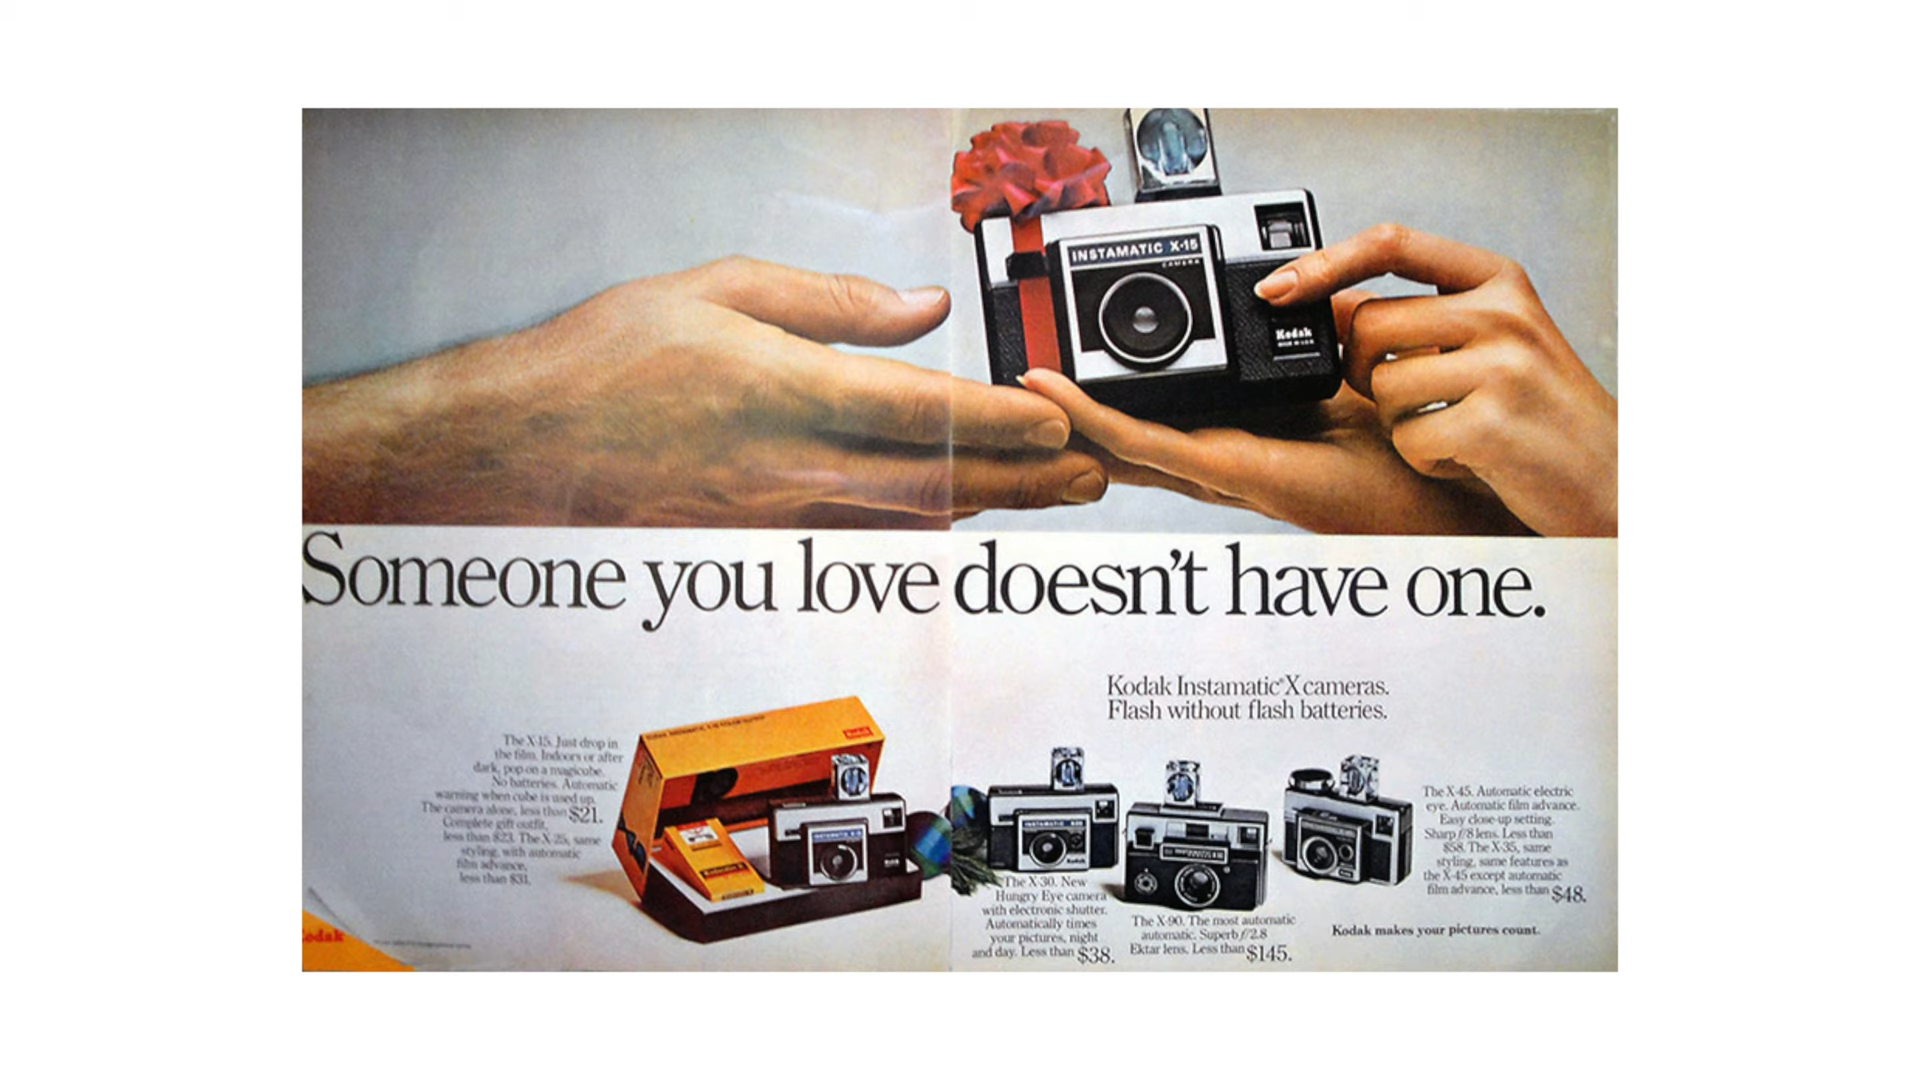 INSTAMATIC X-15
CAMERA
Kodak
MADE IN U.S.A.
Someone you love doesn't have one.
Kodak Instamatic® X cameras.
Flash without flash batteries.
The X-15. Just drop in
the film. Indoors or after
dark, pop on a magicube.
No batteries. Automatic
warning when cube is used up.
The camera alone, less than $21.
Complete gift outfit,
less than $23. The X-25, same
styling, with automatic
film advance,
less than $31.
Kodak
The X-30. New
Hungry Eye camera
with electronic shutter.
Automatically times
your pictures, night
and day. Less than $38.
Kodak
The X-90. The most automatic
automatic. Superb f/2.8
Ektar lens. Less than $145.
The X-45. Automatic electric
eye. Automatic film advance.
Easy close-up setting.
Sharp f/8 lens. Less than
$58. The X-35, same
styling, same features as
the X-45 except automatic
film advance, less than $48.
Kodak makes your pictures count.
odak